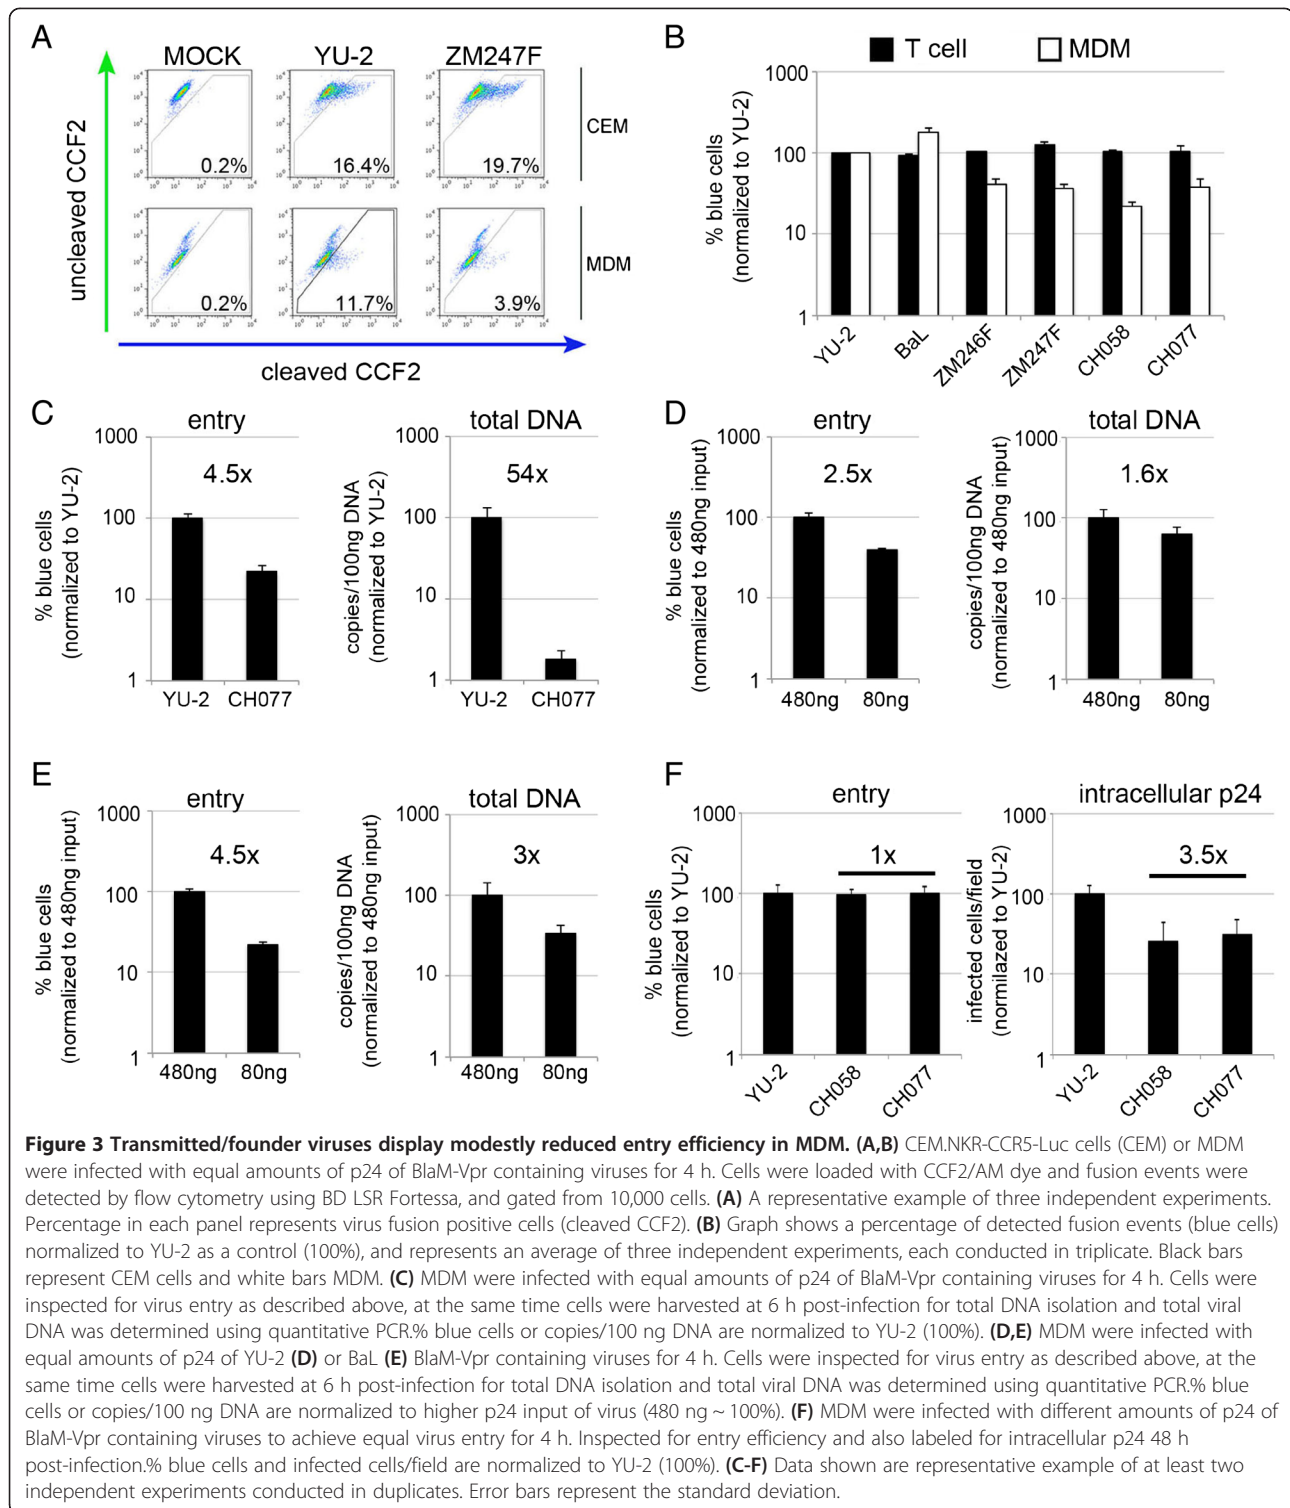 A
MOCK YU-2 ZM247F
uncleaved CCF2
10⁴ 10³ 10² 10¹ 10⁰
0.2% 16.4% 19.7%
CEM
10⁰ 10¹ 10² 10³ 10⁴
0.2% 11.7% 3.9%
MDM
cleaved CCF2
B
T cell MDM
% blue cells
(normalized to YU-2)
1000
100
10
1
YU-2 BaL ZM246F ZM247F CH058 CH077
C
entry
% blue cells
(normalized to YU-2)
1000
4.5x
100
10
1
YU-2 CH077
total DNA
copies/100ng DNA
(normalized to YU-2)
1000
54x
100
10
1
YU-2 CH077
D
entry
% blue cells
(normalized to 480ng input)
1000
2.5x
100
10
1
480ng 80ng
total DNA
copies/100ng DNA
(normalized to 480ng input)
1000
1.6x
100
10
1
480ng 80ng
E
entry
% blue cells
(normalized to 480ng input)
1000
4.5x
100
10
1
480ng 80ng
total DNA
copies/100ng DNA
(normalized to 480ng input)
1000
3x
100
10
1
480ng 80ng
F
entry
% blue cells
(normalized to YU-2)
1000
1x
100
10
1
YU-2 CH058 CH077
intracellular p24
infected cells/field
(normilazed to YU-2)
1000
3.5x
100
10
1
YU-2 CH058 CH077
Figure 3 Transmitted/founder viruses display modestly reduced entry efficiency in MDM. (A,B) CEM.NKR-CCR5-Luc cells (CEM) or MDM
were infected with equal amounts of p24 of BlaM-Vpr containing viruses for 4 h. Cells were loaded with CCF2/AM dye and fusion events were
detected by flow cytometry using BD LSR Fortessa, and gated from 10,000 cells. (A) A representative example of three independent experiments.
Percentage in each panel represents virus fusion positive cells (cleaved CCF2). (B) Graph shows a percentage of detected fusion events (blue cells)
normalized to YU-2 as a control (100%), and represents an average of three independent experiments, each conducted in triplicate. Black bars
represent CEM cells and white bars MDM. (C) MDM were infected with equal amounts of p24 of BlaM-Vpr containing viruses for 4 h. Cells were
inspected for virus entry as described above, at the same time cells were harvested at 6 h post-infection for total DNA isolation and total viral
DNA was determined using quantitative PCR.% blue cells or copies/100 ng DNA are normalized to YU-2 (100%). (D,E) MDM were infected with
equal amounts of p24 of YU-2 (D) or BaL (E) BlaM-Vpr containing viruses for 4 h. Cells were inspected for virus entry as described above, at the
same time cells were harvested at 6 h post-infection for total DNA isolation and total viral DNA was determined using quantitative PCR.% blue
cells or copies/100 ng DNA are normalized to higher p24 input of virus (480 ng ~ 100%). (F) MDM were infected with different amounts of p24 of
BlaM-Vpr containing viruses to achieve equal virus entry for 4 h. Inspected for entry efficiency and also labeled for intracellular p24 48 h
post-infection.% blue cells and infected cells/field are normalized to YU-2 (100%). (C-F) Data shown are representative example of at least two
independent experiments conducted in duplicates. Error bars represent the standard deviation.